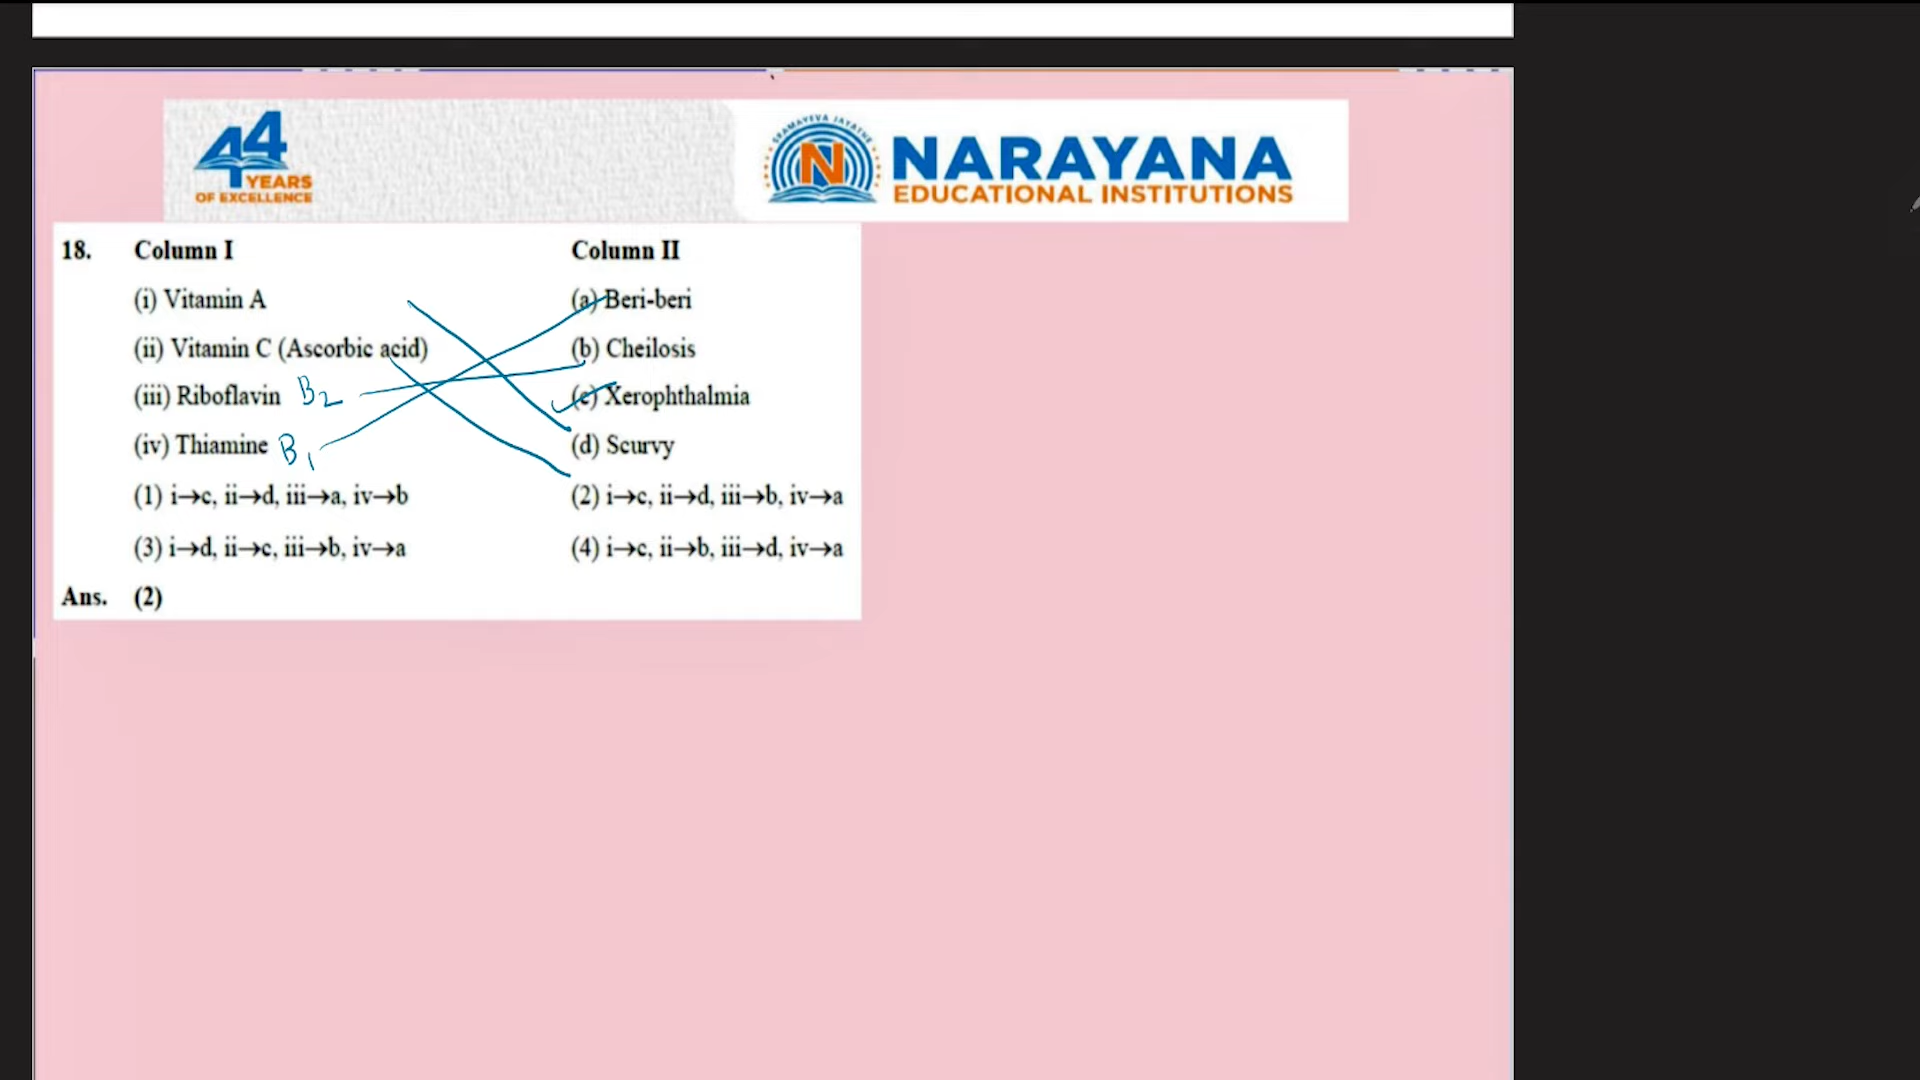 44
YEARS
OF EXCELLENCE
SRAMAYEVA JAYATHE
N
NARAYANA
EDUCATIONAL INSTITUTIONS
18. Column I Column II
(i) Vitamin A (a) Beri-beri
(ii) Vitamin C (Ascorbic acid) (b) Cheilosis
(iii) Riboflavin B2 (c) Xerophthalmia
(iv) Thiamine B1 (d) Scurvy
(1) i→c, ii→d, iii→a, iv→b (2) i→c, ii→d, iii→b, iv→a
(3) i→d, ii→c, iii→b, iv→a (4) i→c, ii→b, iii→d, iv→a
Ans. (2)